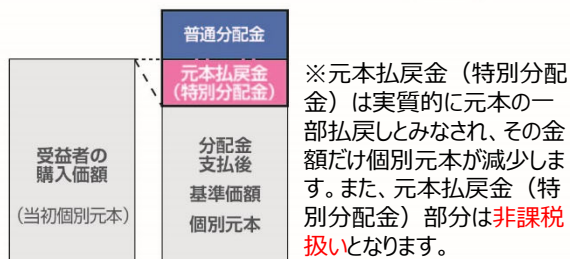 普通分配金
元本払戻金
(特別分配金)
受益者の
購入価額
(当初個別元本)
分配金
支払後
基準価額
個別元本
※元本払戻金（特別分配
金）は実質的に元本の一
部払戻しとみなされ、その金
額だけ個別元本が減少しま
す。また、元本払戻金（特
別分配金）部分は非課税
扱いとなります。